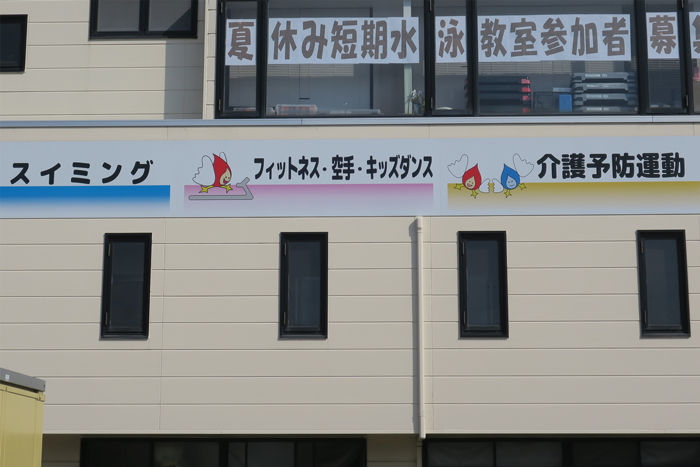 夏休み短期水泳教室参加者募
スイミング
フィットネス・空手・キッズダンス
介護予防運動